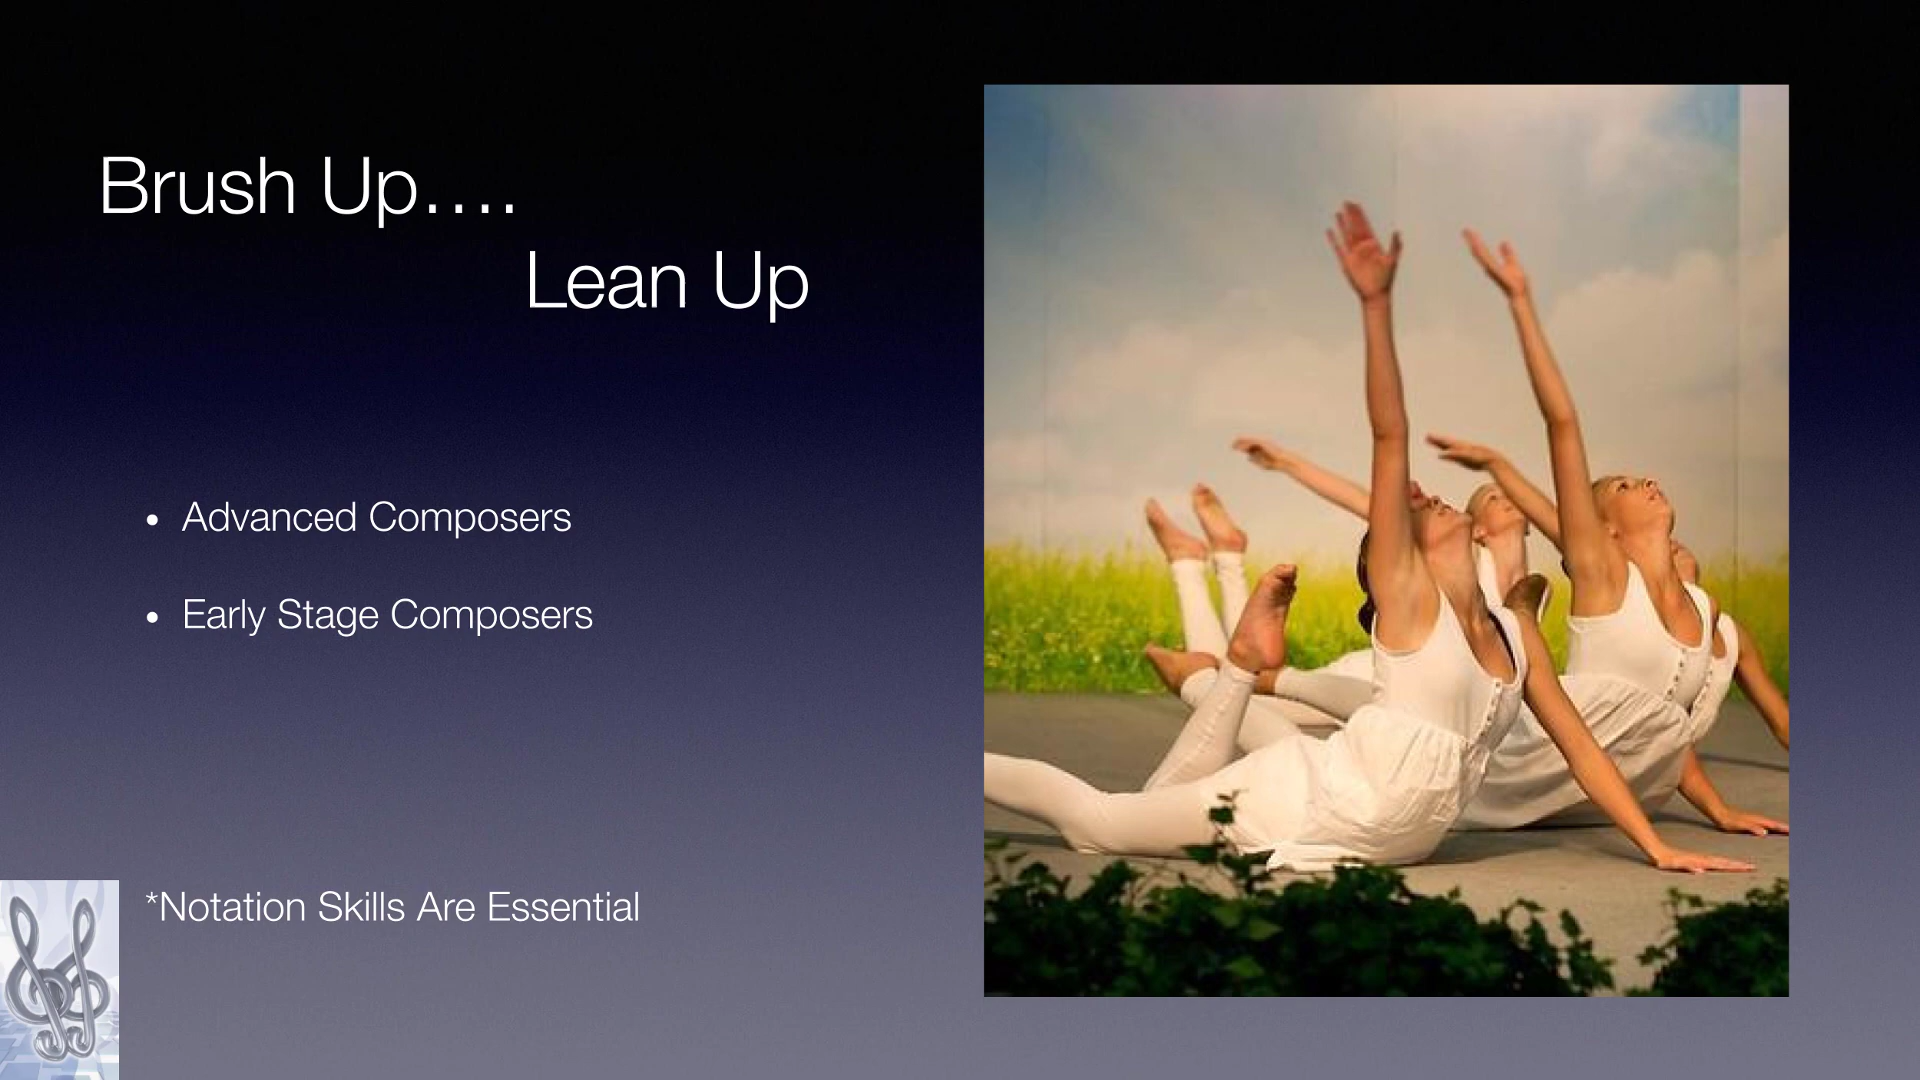 Brush Up….
Lean Up
• Advanced Composers
• Early Stage Composers
*Notation Skills Are Essential